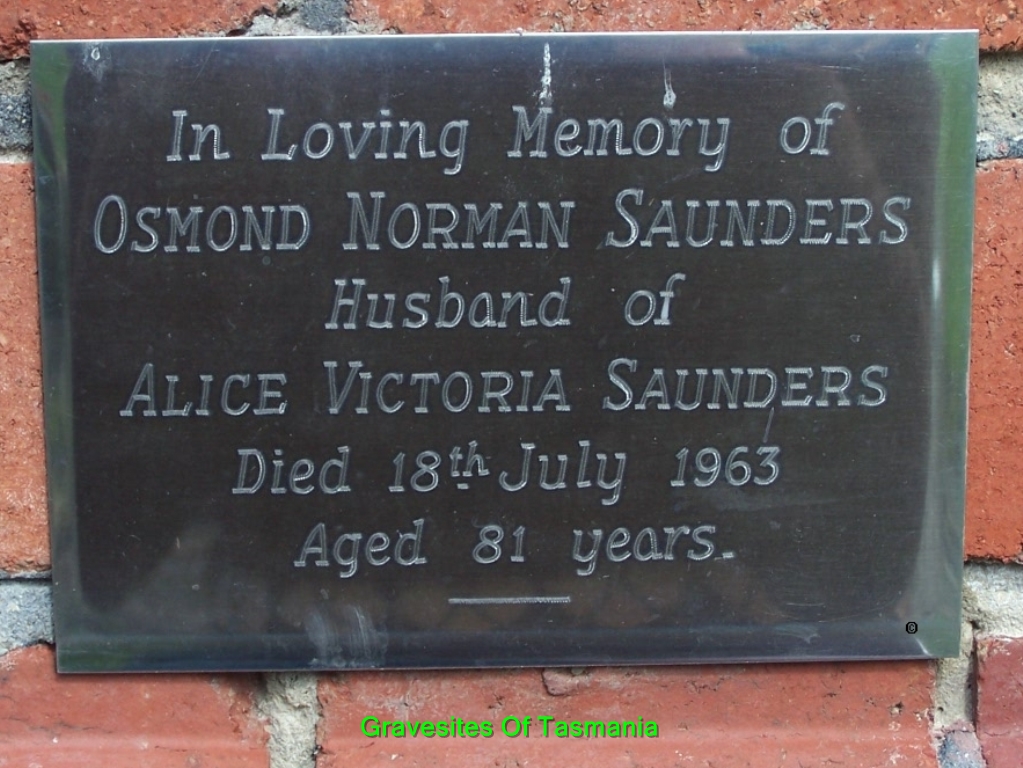 In Loving Memory of
OSMOND NORMAN SAUNDERS
Husband of
ALICE VICTORIA SAUNDERS
Died 18th July 1963
Aged 81 years.
©
Gravesites Of Tasmania